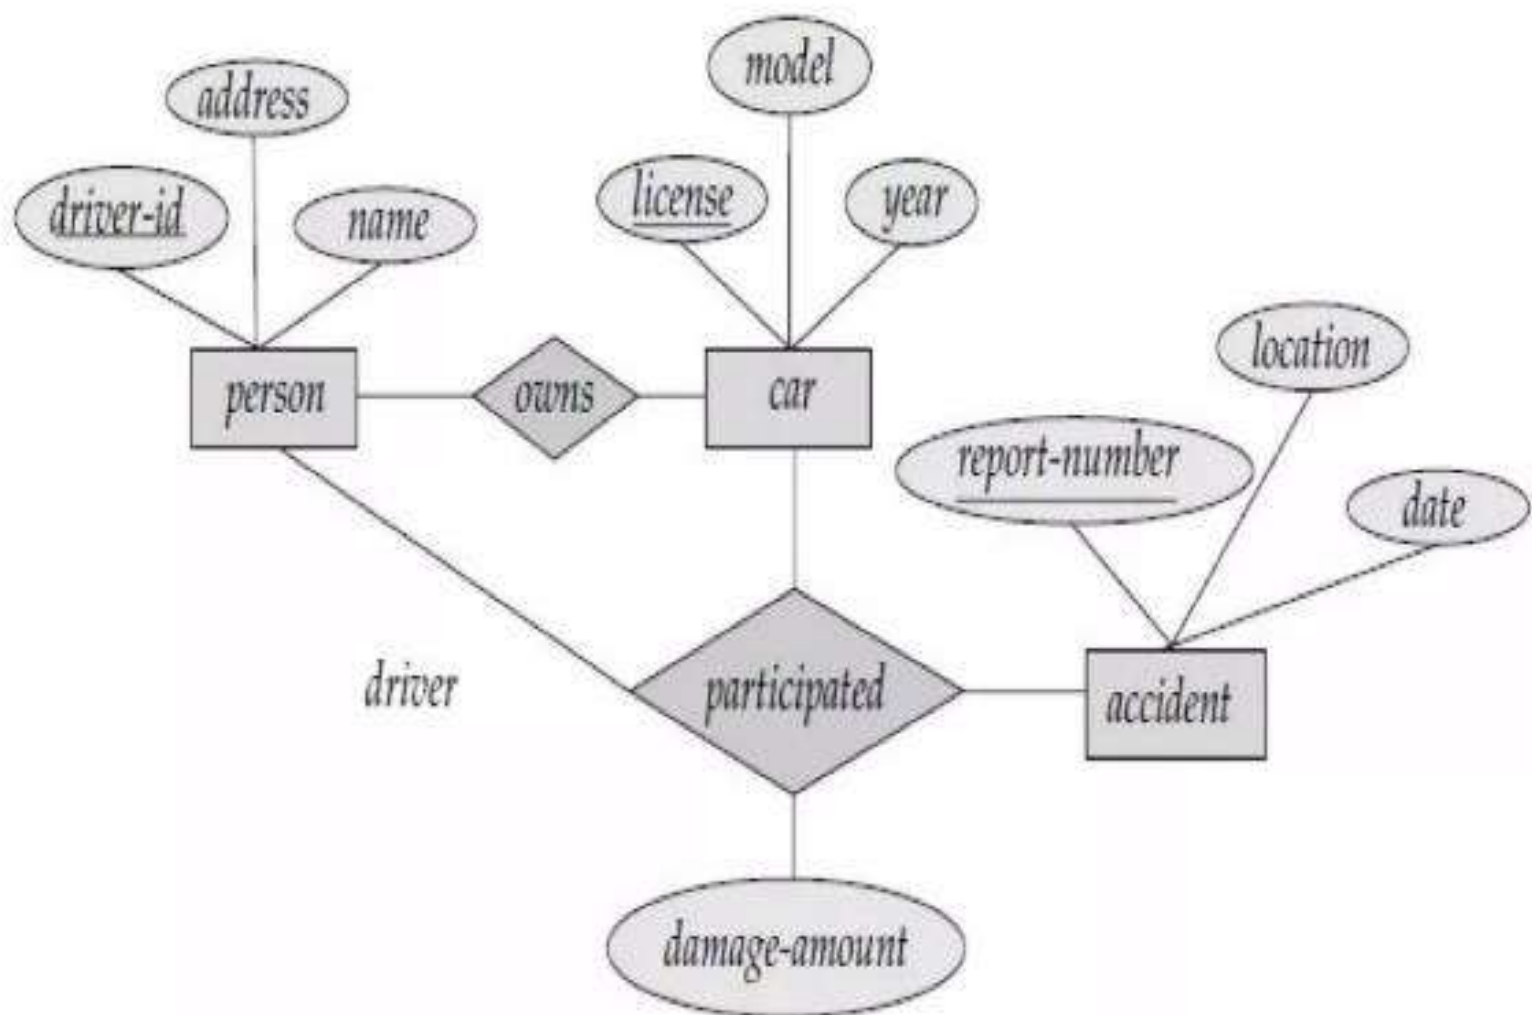 model
address
license
year
driver-id
name
location
person
owns
car
report-number
date
driver
participated
accident
damage-amount